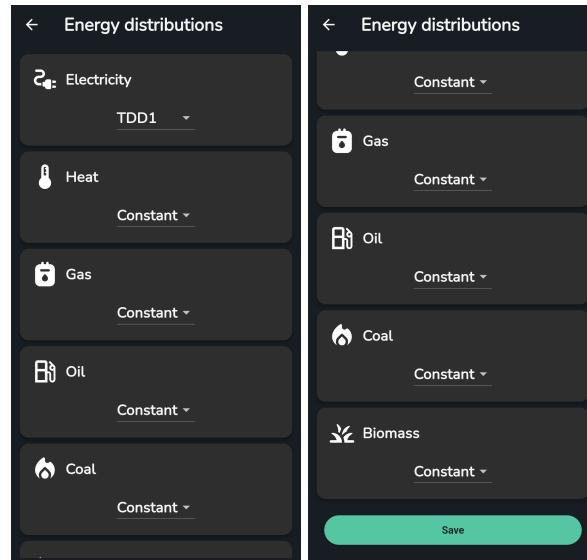 Energy distributions
Electricity
TDD1
Heat
Constant
Gas
Constant
Oil
Constant
Coal
Constant
Energy distributions
Constant
Gas
Constant
Oil
Constant
Coal
Constant
Biomass
Constant
Save